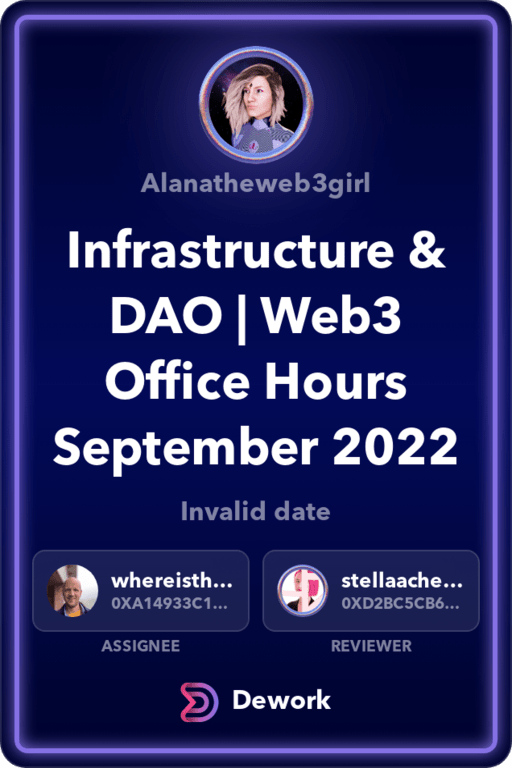 Alanatheweb3girl
Infrastructure &
DAO | Web3
Office Hours
September 2022
Invalid date
whereisth...
0XA14933C1...
ASSIGNEE
stellaache...
0XD2BC5CB6...
REVIEWER
Dework